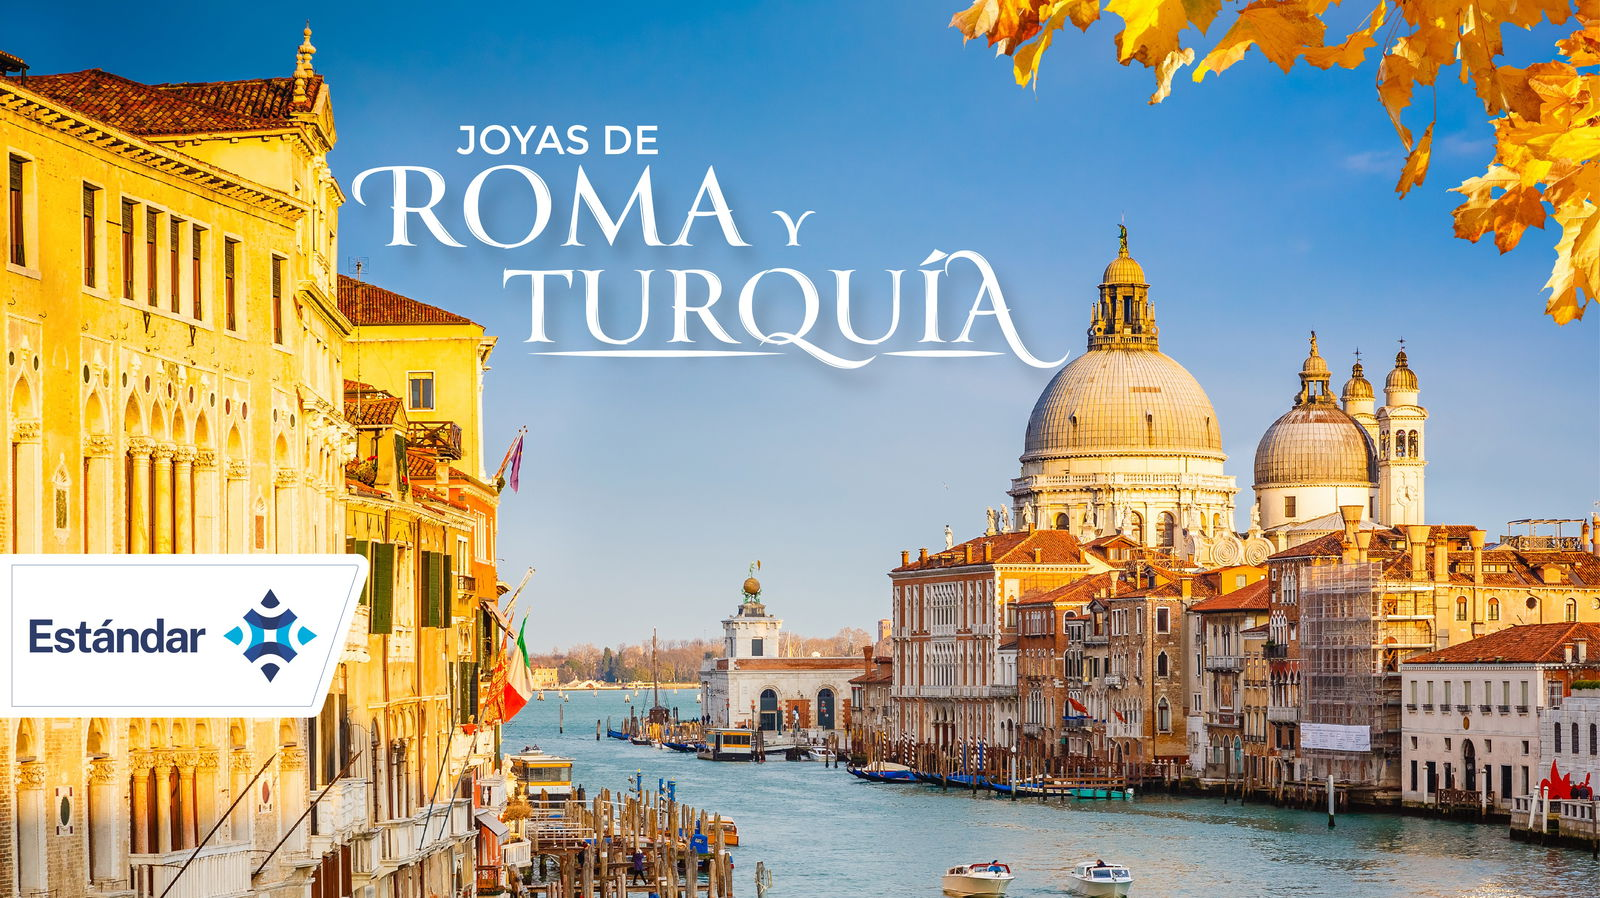 JOYAS DE
ROMA Y
TURQUÍA
Estándar